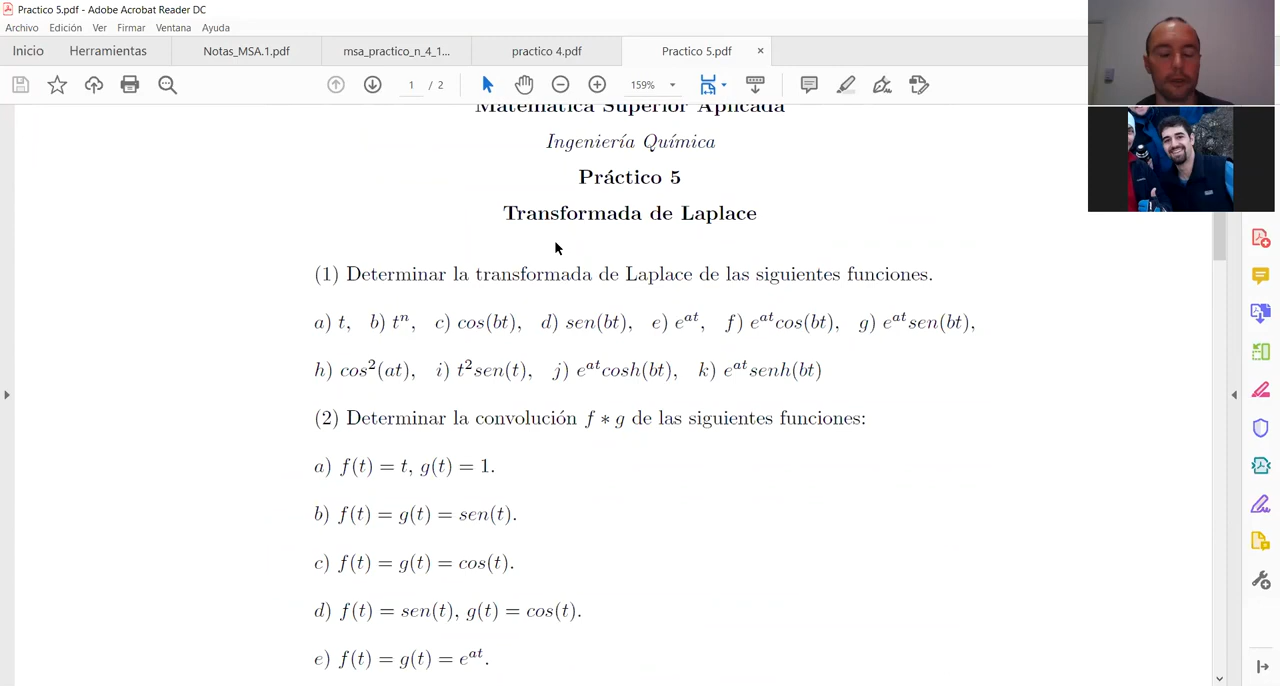 Practico 5.pdf - Adobe Acrobat Reader DC
Archivo Edición Ver Firmar Ventana Ayuda
Inicio Herramientas Notas_MSA.1.pdf msa_practico_n_4_1... practico 4.pdf Practico 5.pdf ×
1 / 2 159%
Matemática Superior Aplicada
Ingeniería Química
Práctico 5
Transformada de Laplace
(1) Determinar la transformada de Laplace de las siguientes funciones.
a) t, b) tⁿ, c) cos(bt), d) sen(bt), e) eᵃᵗ, f) eᵃᵗcos(bt), g) eᵃᵗsen(bt),
h) cos²(at), i) t²sen(t), j) eᵃᵗcosh(bt), k) eᵃᵗsenh(bt)
(2) Determinar la convolución f ∗ g de las siguientes funciones:
a) f(t) = t, g(t) = 1.
b) f(t) = g(t) = sen(t).
c) f(t) = g(t) = cos(t).
d) f(t) = sen(t), g(t) = cos(t).
e) f(t) = g(t) = eᵃᵗ.